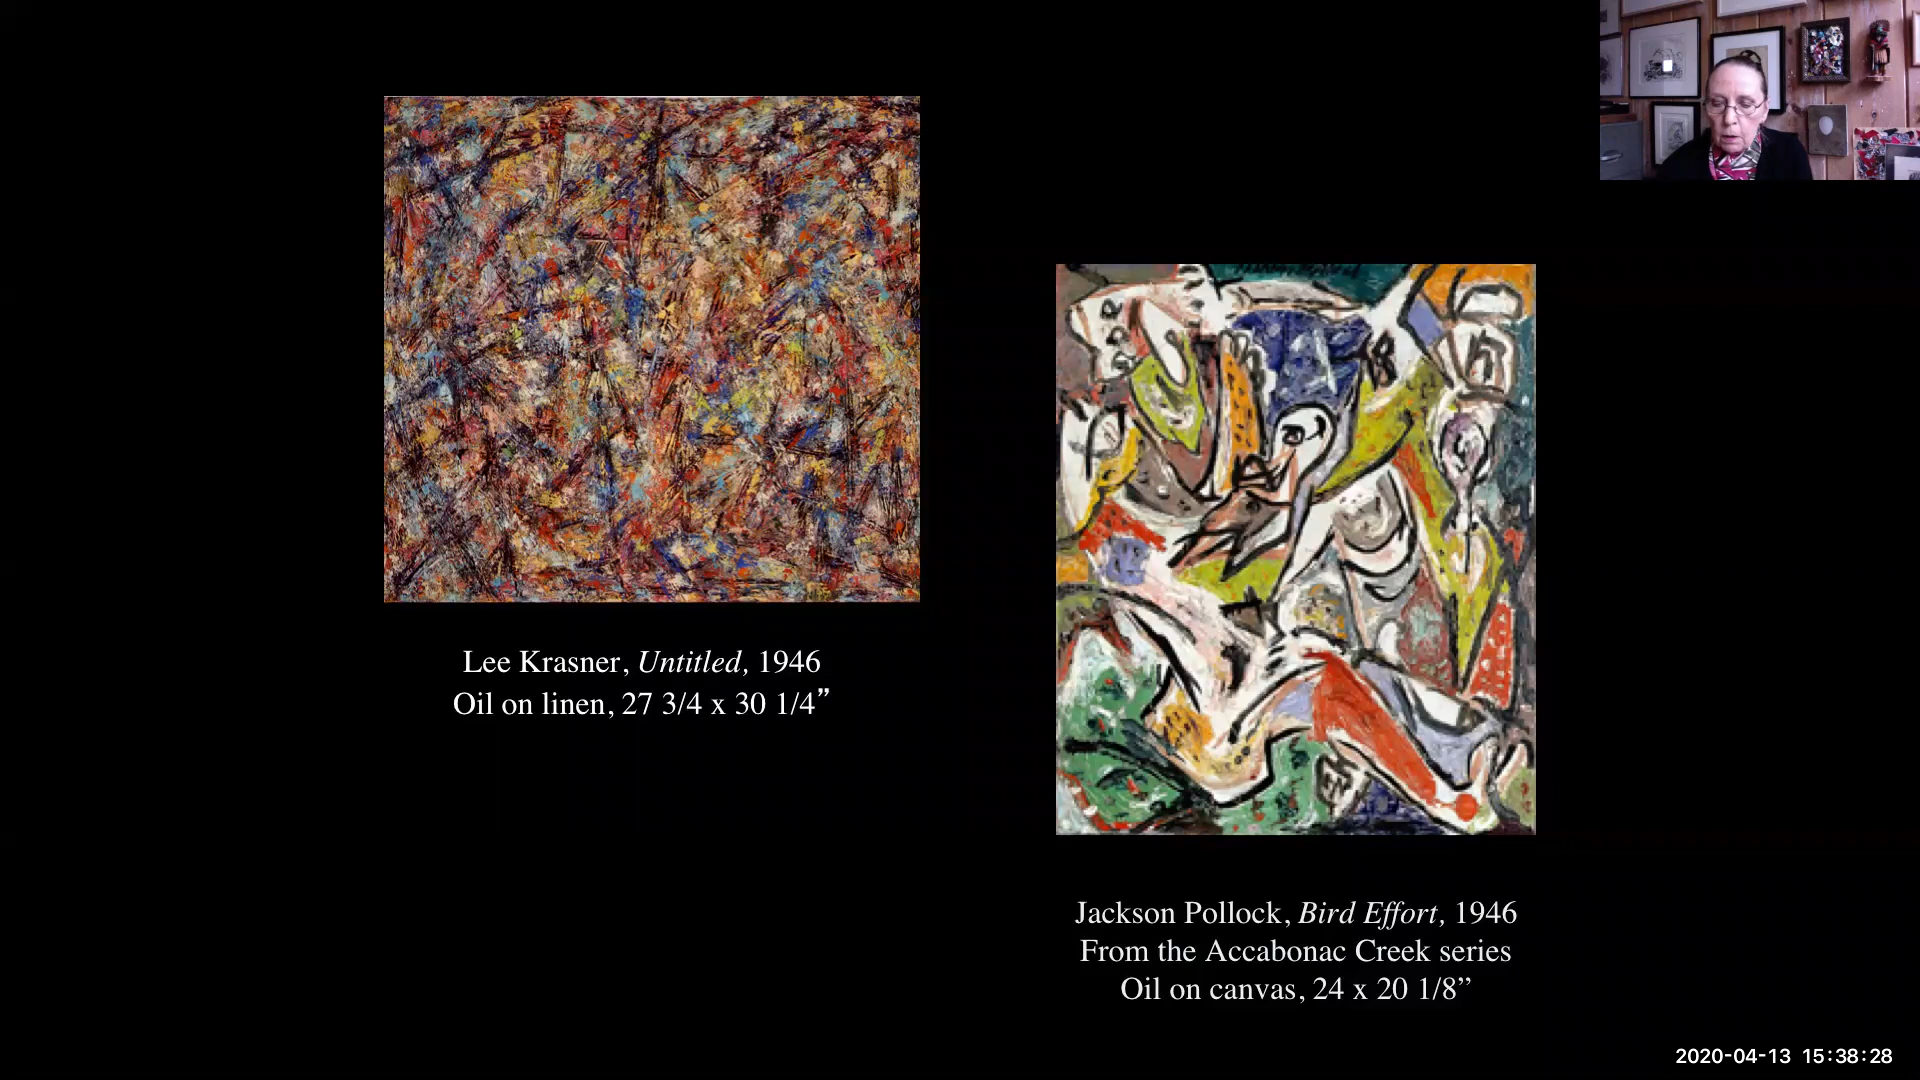 Lee Krasner, Untitled, 1946
Oil on linen, 27 3/4 x 30 1/4”
Jackson Pollock, Bird Effort, 1946
From the Accabonac Creek series
Oil on canvas, 24 x 20 1/8”
2020-04-13 15:38:28